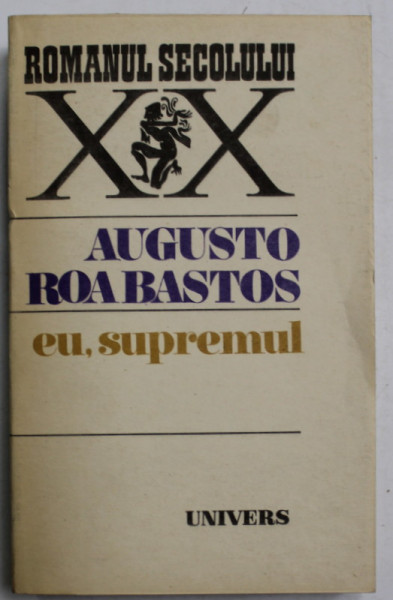 ROMANUL SECOLULUI
XX
AUGUSTO
ROA BASTOS
eu, supremul
UNIVERS